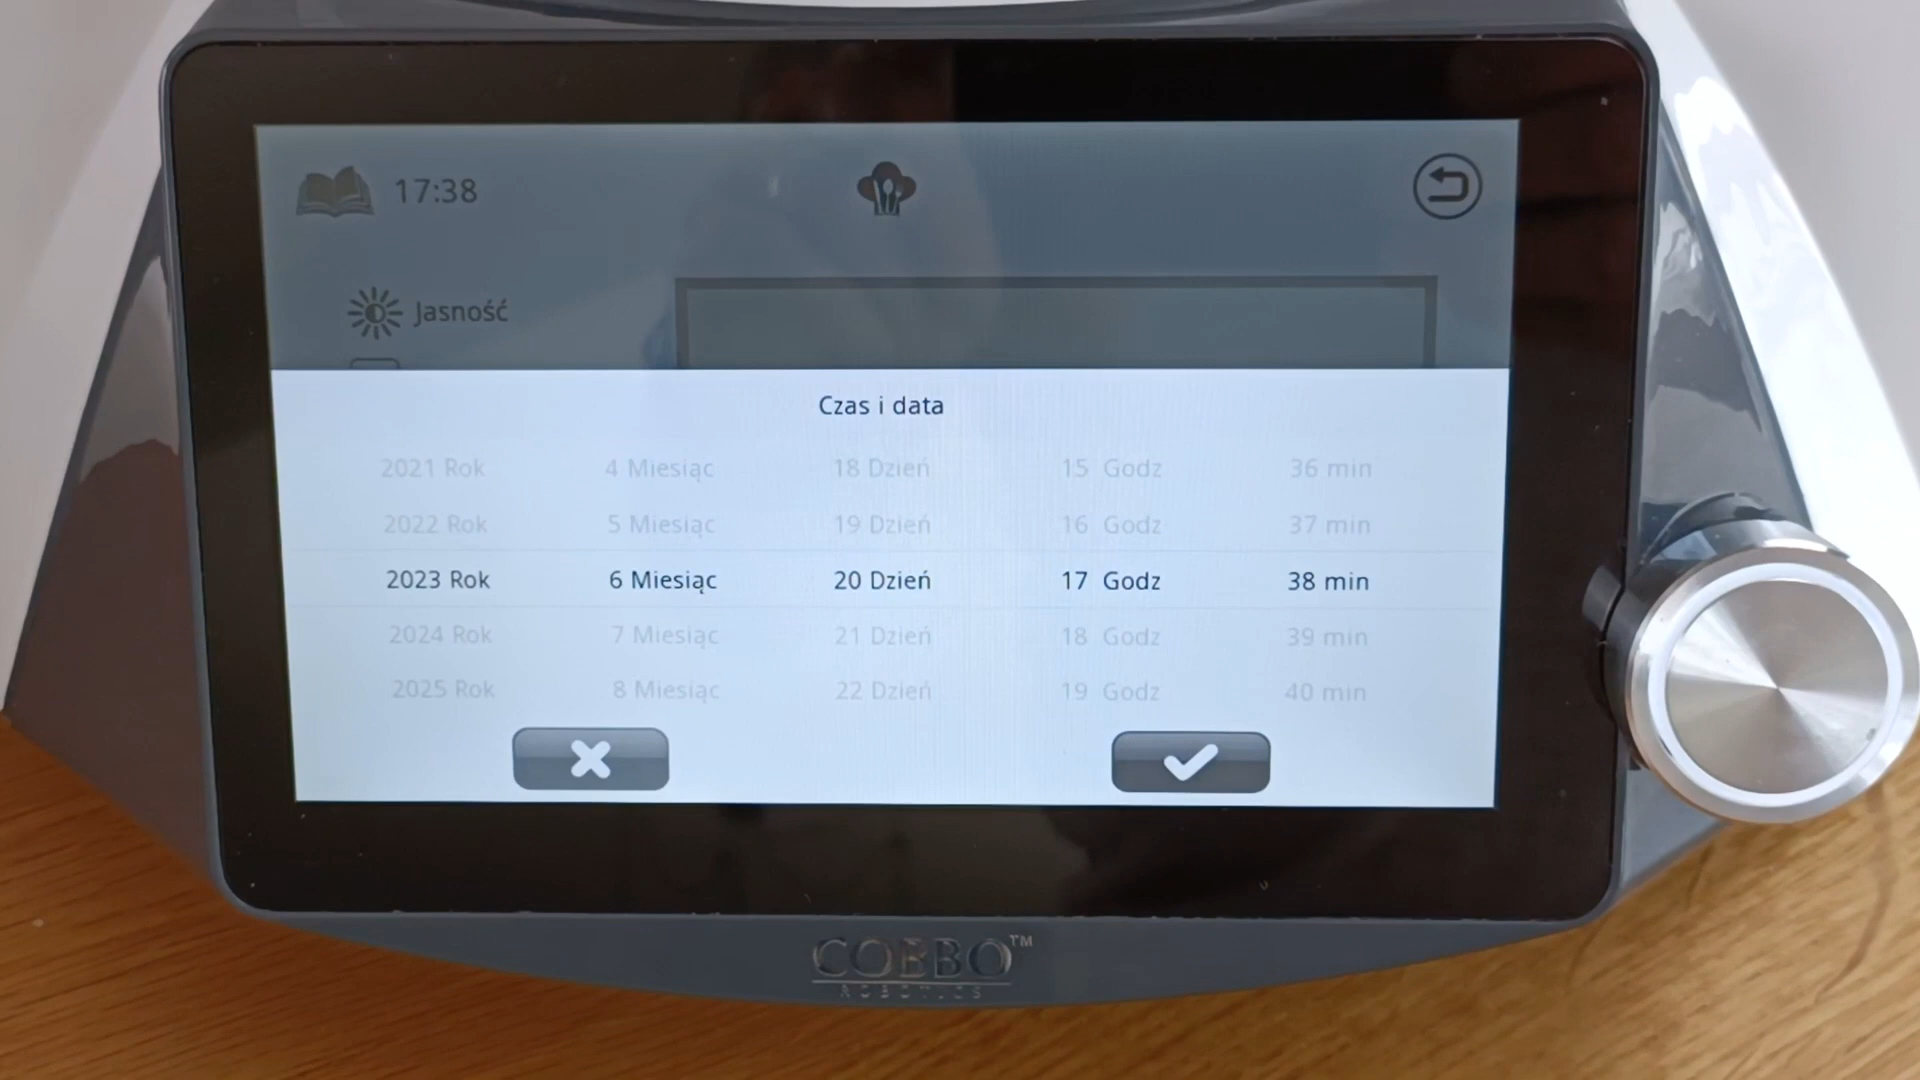 17:38
Jasność
Czas i data
2021 Rok 4 Miesiąc 18 Dzień 15 Godz 36 min
2022 Rok 5 Miesiąc 19 Dzień 16 Godz 37 min
2023 Rok 6 Miesiąc 20 Dzień 17 Godz 38 min
2024 Rok 7 Miesiąc 21 Dzień 18 Godz 39 min
2025 Rok 8 Miesiąc 22 Dzień 19 Godz 40 min
COBBO™
ROBOTICS